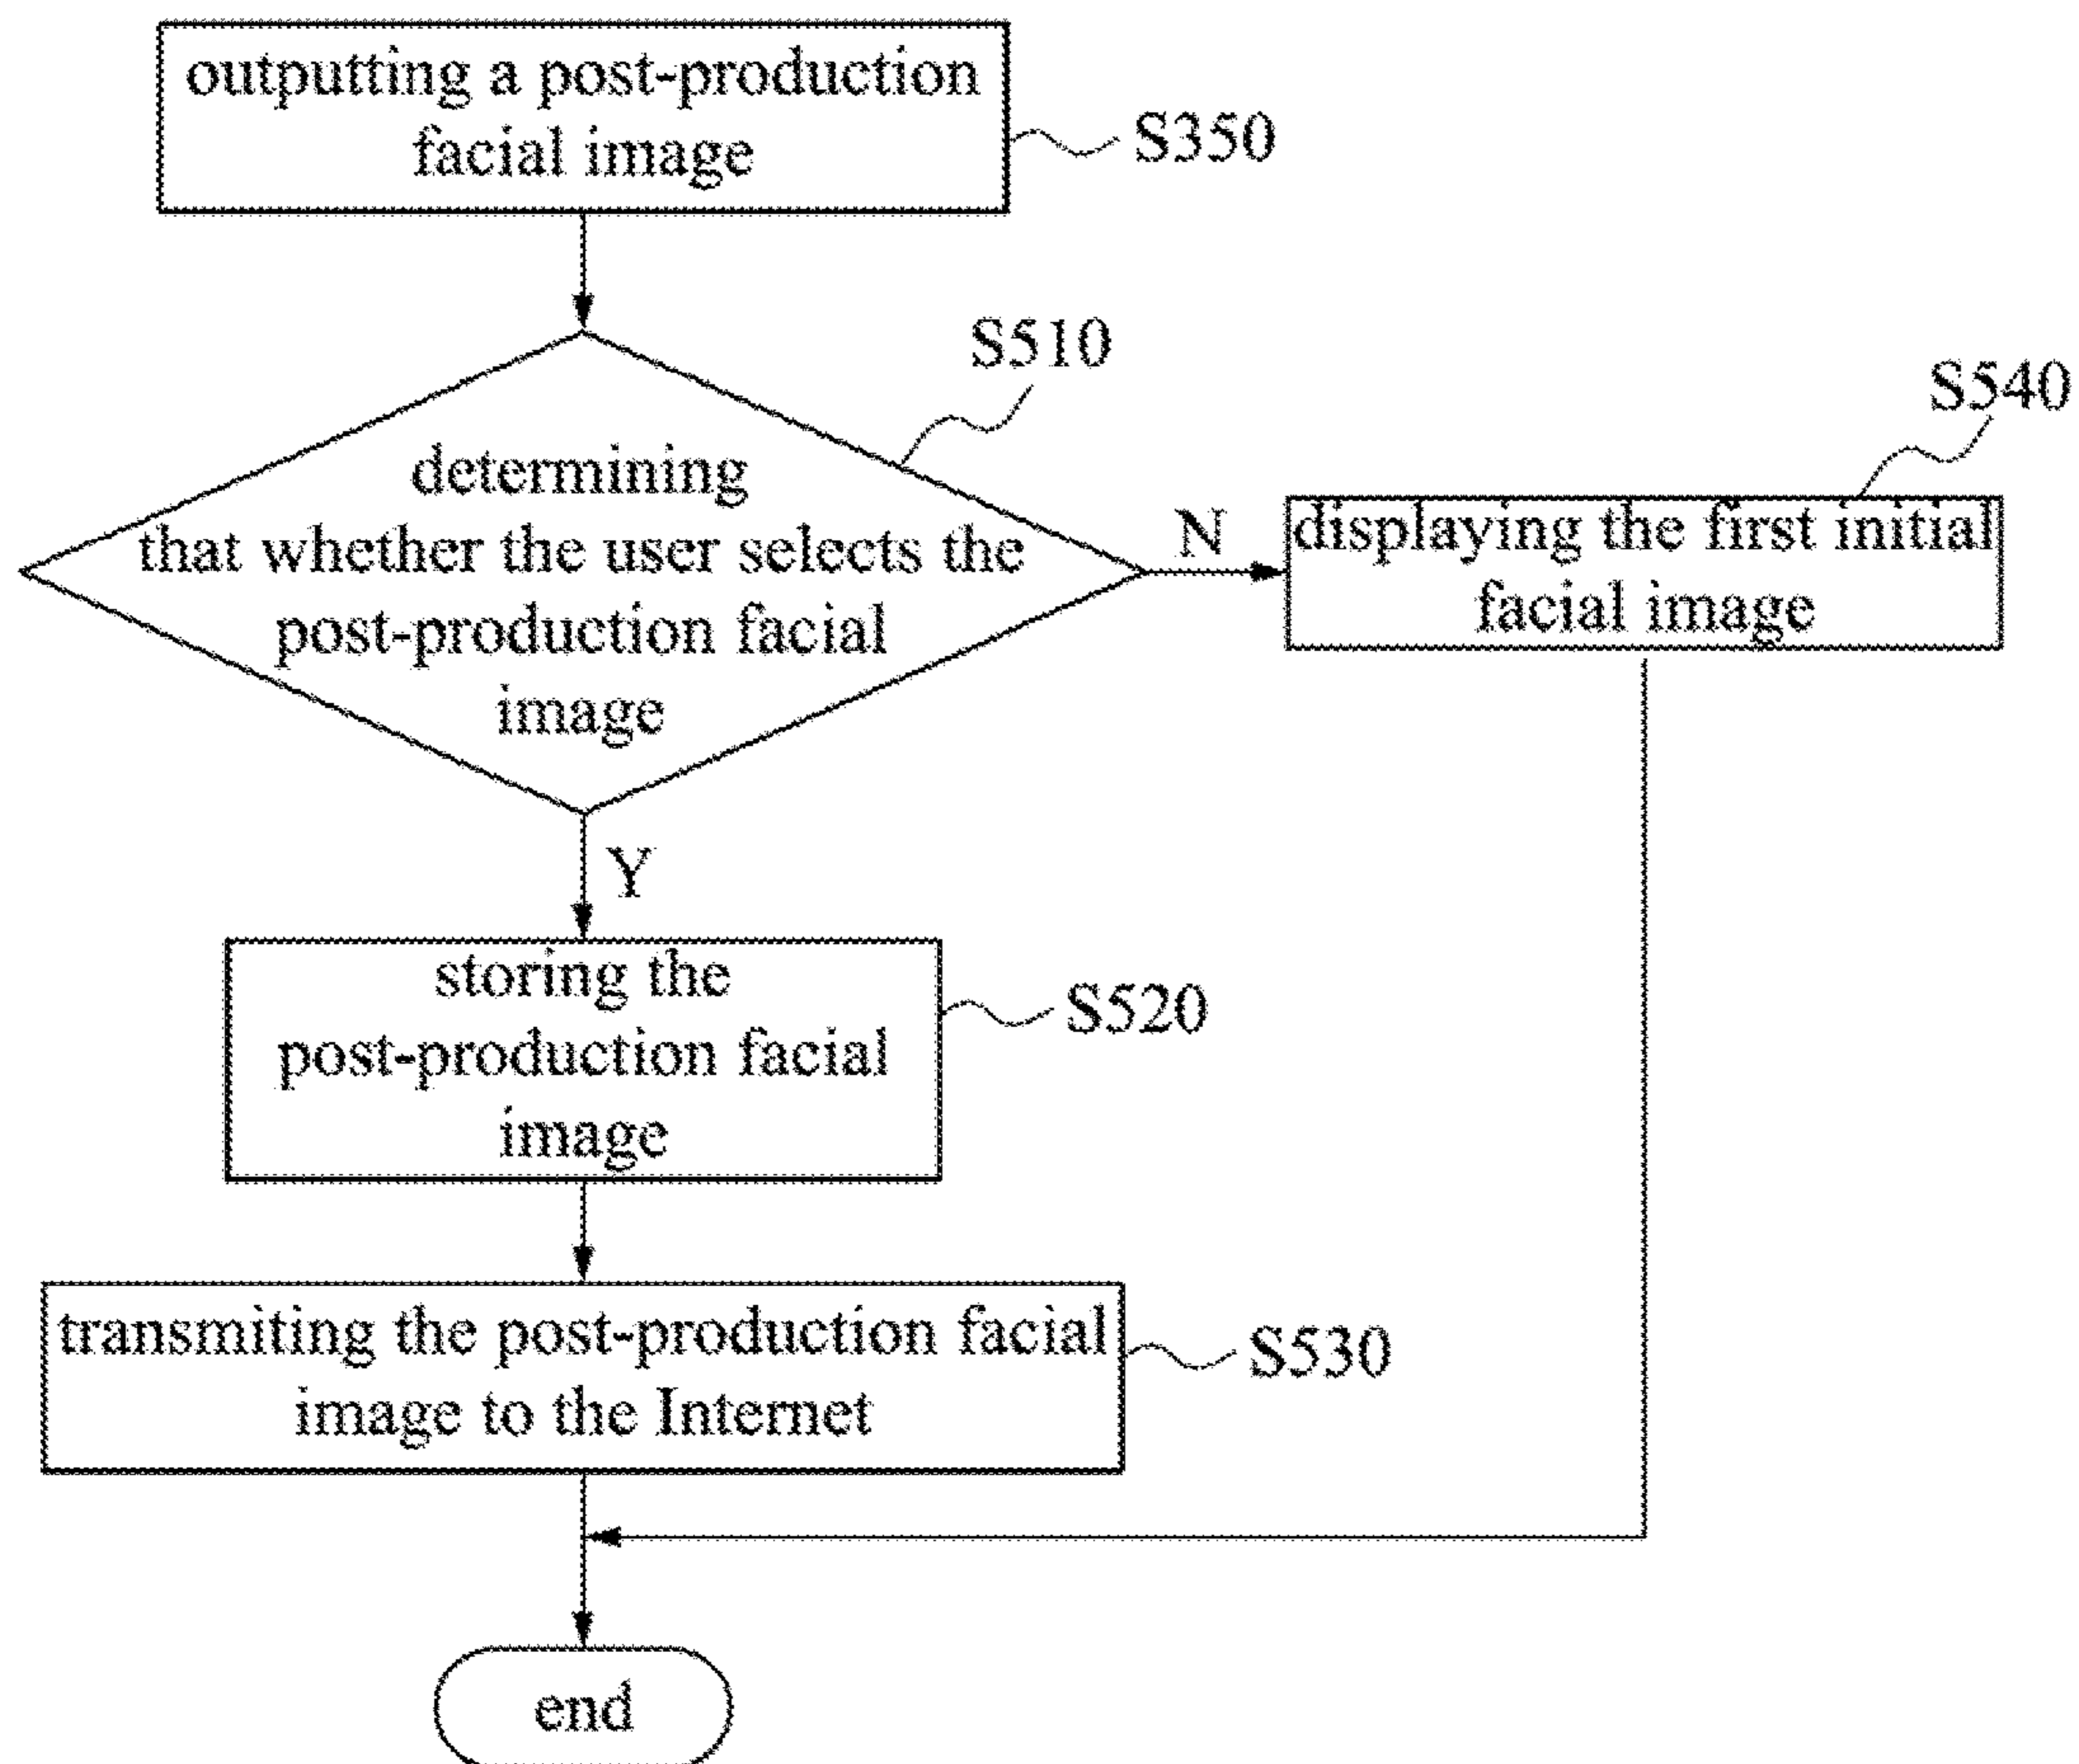 outputting a post-production
facial image
S350
S510
S540
determining
that whether the user selects the
post-production facial
image
N
displaying the first initial
facial image
Y
storing the
post-production facial
image
S520
transmiting the post-production facial
image to the Internet
S530
end